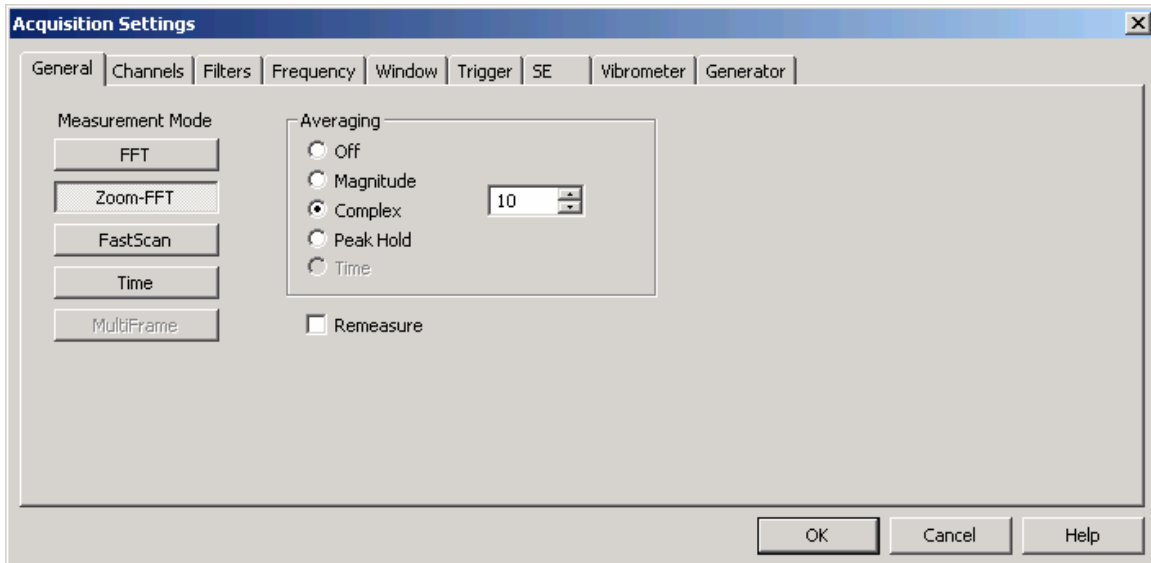 Acquisition Settings
General Channels Filters Frequency Window Trigger SE Vibrometer Generator
Measurement Mode
FFT
Zoom-FFT
FastScan
Time
MultiFrame
Averaging
Off
Magnitude
Complex
Peak Hold
Time
10
Remeasure
OK Cancel Help